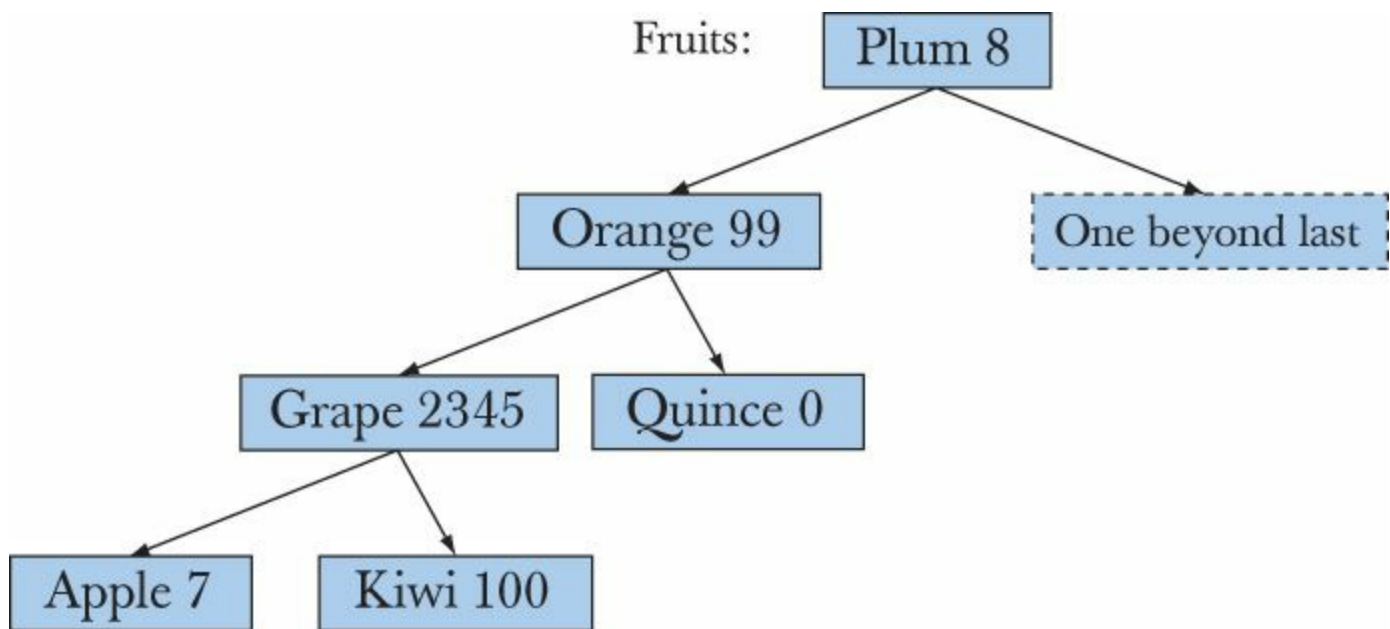 Fruits:
Plum 8
Orange 99
One beyond last
Grape 2345
Quince 0
Apple 7
Kiwi 100